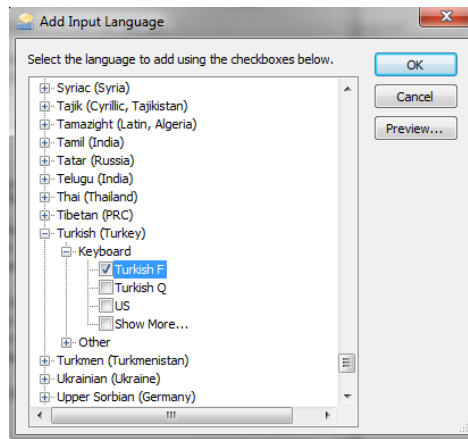 Add Input Language
Select the language to add using the checkboxes below.
OK
Cancel
Preview...
Syriac (Syria)
Tajik (Cyrillic, Tajikistan)
Tamazight (Latin, Algeria)
Tamil (India)
Tatar (Russia)
Telugu (India)
Thai (Thailand)
Tibetan (PRC)
Turkish (Turkey)
Keyboard
Turkish F
Turkish Q
US
Show More...
Other
Turkmen (Turkmenistan)
Ukrainian (Ukraine)
Upper Sorbian (Germany)